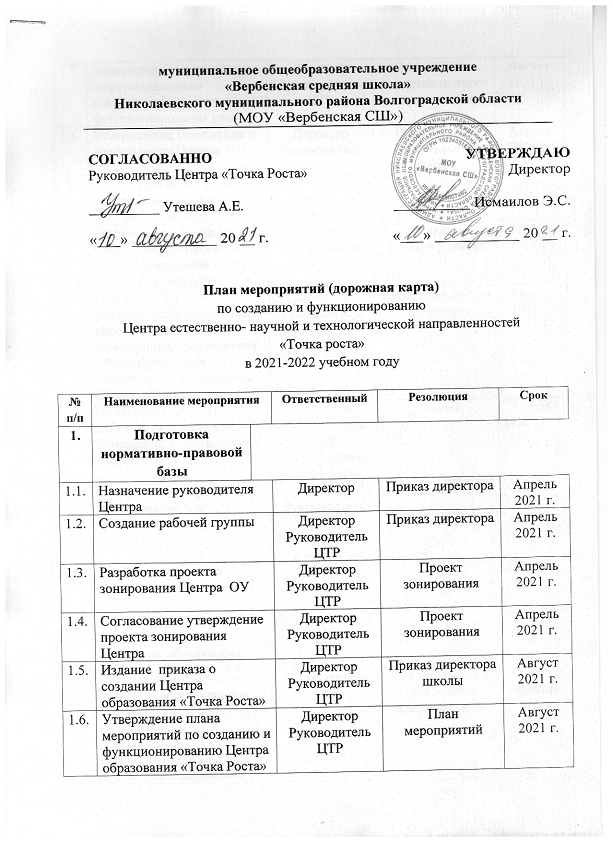 муниципальное общеобразовательное учреждение
«Вербенская средняя школа»
Николаевского муниципального района Волгоградской области
(МОУ «Вербенская СШ»)
СОГЛАСОВАННО
Руководитель Центра «Точка Роста»
Утешева А.Е.
«10» августа 2021 г.
УТВЕРЖДАЮ
Директор
Исмаилов Э.С.
«10» августа 2021 г.
МОУ
«Вербенская СШ»
План мероприятий (дорожная карта)
по созданию и функционированию
Центра естественно- научной и технологической направленностей
«Точка роста»
в 2021-2022 учебном году
№ Наименование мероприятия Ответственный Резолюция Срок
п/п
1. Подготовка
нормативно-правовой
базы
1.1. Назначение руководителя Директор Приказ директора Апрель
Центра 2021 г.
1.2. Создание рабочей группы Директор Приказ директора Апрель
Руководитель 2021 г.
ЦТР
1.3. Разработка проекта Директор Проект Апрель
зонирования Центра ОУ Руководитель зонирования 2021 г.
ЦТР
1.4. Согласование утверждение Директор Проект Апрель
проекта зонирования Руководитель зонирования 2021 г.
Центра ЦТР
1.5. Издание приказа о Директор Приказ директора Август
создании Центра Руководитель школы 2021 г.
образования «Точка Роста» ЦТР
1.6. Утверждение плана Директор План Август
мероприятий по созданию и Руководитель мероприятий 2021 г.
функционированию Центра ЦТР
образования «Точка Роста»